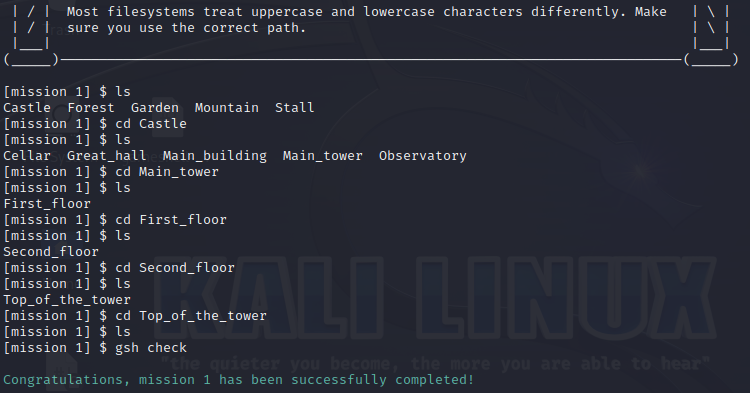 | / |  Most filesystems treat uppercase and lowercase characters differently. Make  | \ |
| / |  sure you use the correct path.  | \ |
|___|  |___|
(_____)──────────(_____)
[mission 1] $ ls
Castle  Forest  Garden  Mountain  Stall
[mission 1] $ cd Castle
[mission 1] $ ls
Cellar  Great_hall  Main_building  Main_tower  Observatory
[mission 1] $ cd Main_tower
[mission 1] $ ls
First_floor
[mission 1] $ cd First_floor
[mission 1] $ ls
Second_floor
[mission 1] $ cd Second_floor
[mission 1] $ ls
Top_of_the_tower
[mission 1] $ cd Top_of_the_tower
[mission 1] $ ls
[mission 1] $ gsh check
Congratulations, mission 1 has been successfully completed!
KALI LINUX
"the quieter you become, the more you are able to hear"